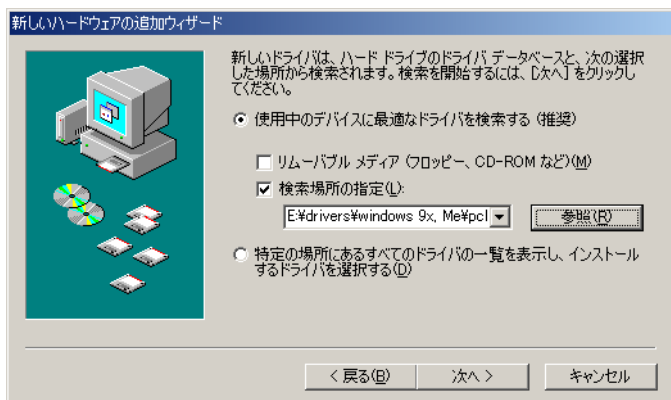 新しいハードウェアの追加ウィザード
新しいドライバは、ハード ドライブのドライバ データベースと、次の選択
した場所から検索されます。検索を開始するには、[次へ] をクリックし
てください。
使用中のデバイスに最適なドライバを検索する (推奨)
リムーバブル メディア (フロッピー、CD-ROM など)(M)
検索場所の指定(L):
E:¥drivers¥windows 9x, Me¥pcl
参照(R)
特定の場所にあるすべてのドライバの一覧を表示し、インストール
するドライバを選択する(D)
< 戻る(B) 次へ > キャンセル